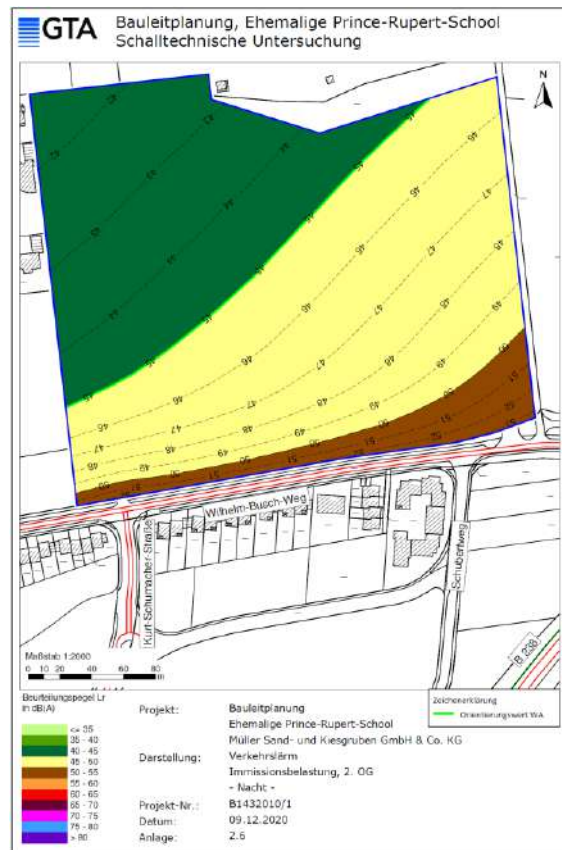 GTA
Bauleitplanung, Ehemalige Prince-Rupert-School
Schalltechnische Untersuchung
N
Wilhelm-Busch-Weg
Kurt-Schumacher-Straße
Schubertweg
B 238
Maßstab 1:2000
0 10 20 40 60 80
Beurteilungspegel Lr
in dB(A)
<= 35
35 - 40
40 - 45
45 - 50
50 - 55
55 - 60
60 - 65
65 - 70
70 - 75
75 - 80
> 80
Projekt: Bauleitplanung
Ehemalige Prince-Rupert-School
Müller Sand- und Kiesgruben GmbH & Co. KG
Darstellung: Verkehrslärm
Immissionsbelastung, 2. OG
- Nacht -
Projekt-Nr.: B1432010/1
Datum: 09.12.2020
Anlage: 2.6
Zeichenerklärung
Orientierungswert WA